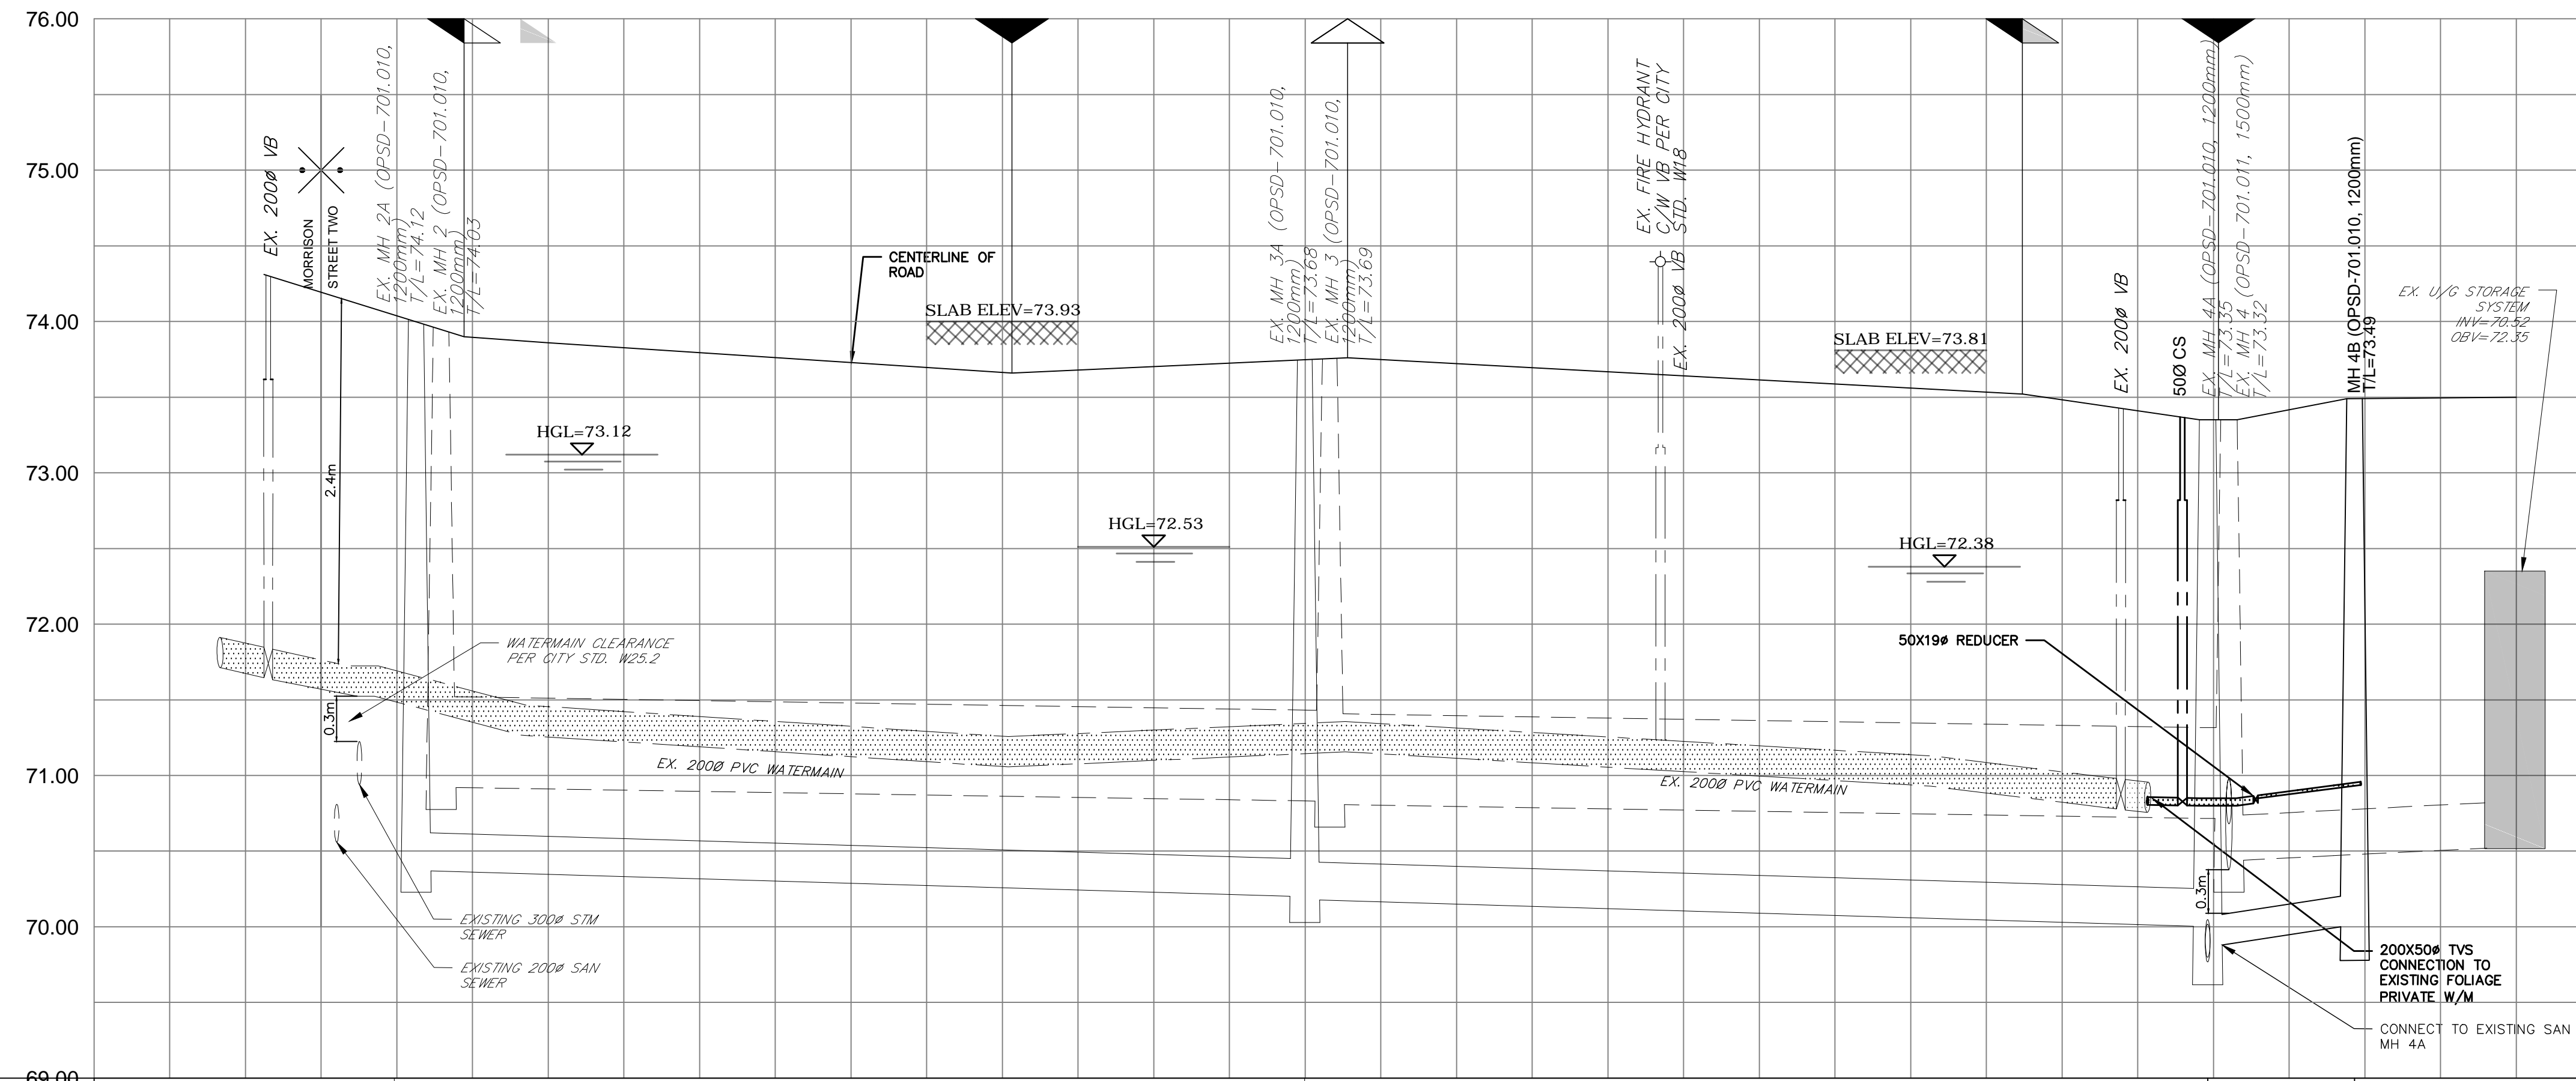 76.00
75.00
74.00
73.00
72.00
71.00
70.00
69.00
EX. 200Ø VB
MORRISON
STREET TWO
EX. MH 2A (OPSD-701.010,
1200mm)
T/L=74.12
EX. MH 2 (OPSD-701.010,
1200mm)
T/L=74.03
CENTERLINE OF
ROAD
SLAB ELEV=73.93
EX. MH 3A (OPSD-701.010,
1200mm)
T/L=73.68
EX. MH 3 (OPSD-701.010,
1200mm)
T/L=73.69
EX. FIRE HYDRANT
C/W VB PER CITY
STD. W18
EX. 200Ø VB
SLAB ELEV=73.81
EX. 200Ø VB
50Ø CS
EX. MH 4A (OPSD-701.010, 1200mm)
T/L=73.35
EX. MH 4 (OPSD-701.011, 1500mm)
T/L=73.32
MH 4B (OPSD-701.010, 1200mm)
T/L=73.49
EX. U/G STORAGE
SYSTEM
INV=70.52
OBV=72.35
HGL=73.12
2.4m
HGL=72.53
HGL=72.38
WATERMAIN CLEARANCE
PER CITY STD. W25.2
50X19Ø REDUCER
0.3m
EX. 200Ø PVC WATERMAIN
EX. 200Ø PVC WATERMAIN
0.3m
EXISTING 300Ø STM
SEWER
EXISTING 200Ø SAN
SEWER
200X50Ø TVS
CONNECTION TO
EXISTING FOLIAGE
PRIVATE W/M
CONNECT TO EXISTING SAN
MH 4A